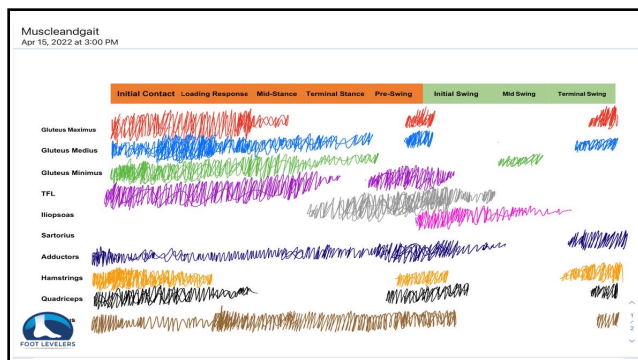 Muscleandgait
Apr 15, 2022 at 3:00 PM
Initial Contact Loading Response Mid-Stance Terminal Stance Pre-Swing Initial Swing Mid Swing Terminal Swing
Gluteus Maximus
Gluteus Medius
Gluteus Minimus
TFL
Iliopsoas
Sartorius
Adductors
Hamstrings
Quadriceps
FOOT LEVELERS
1
2